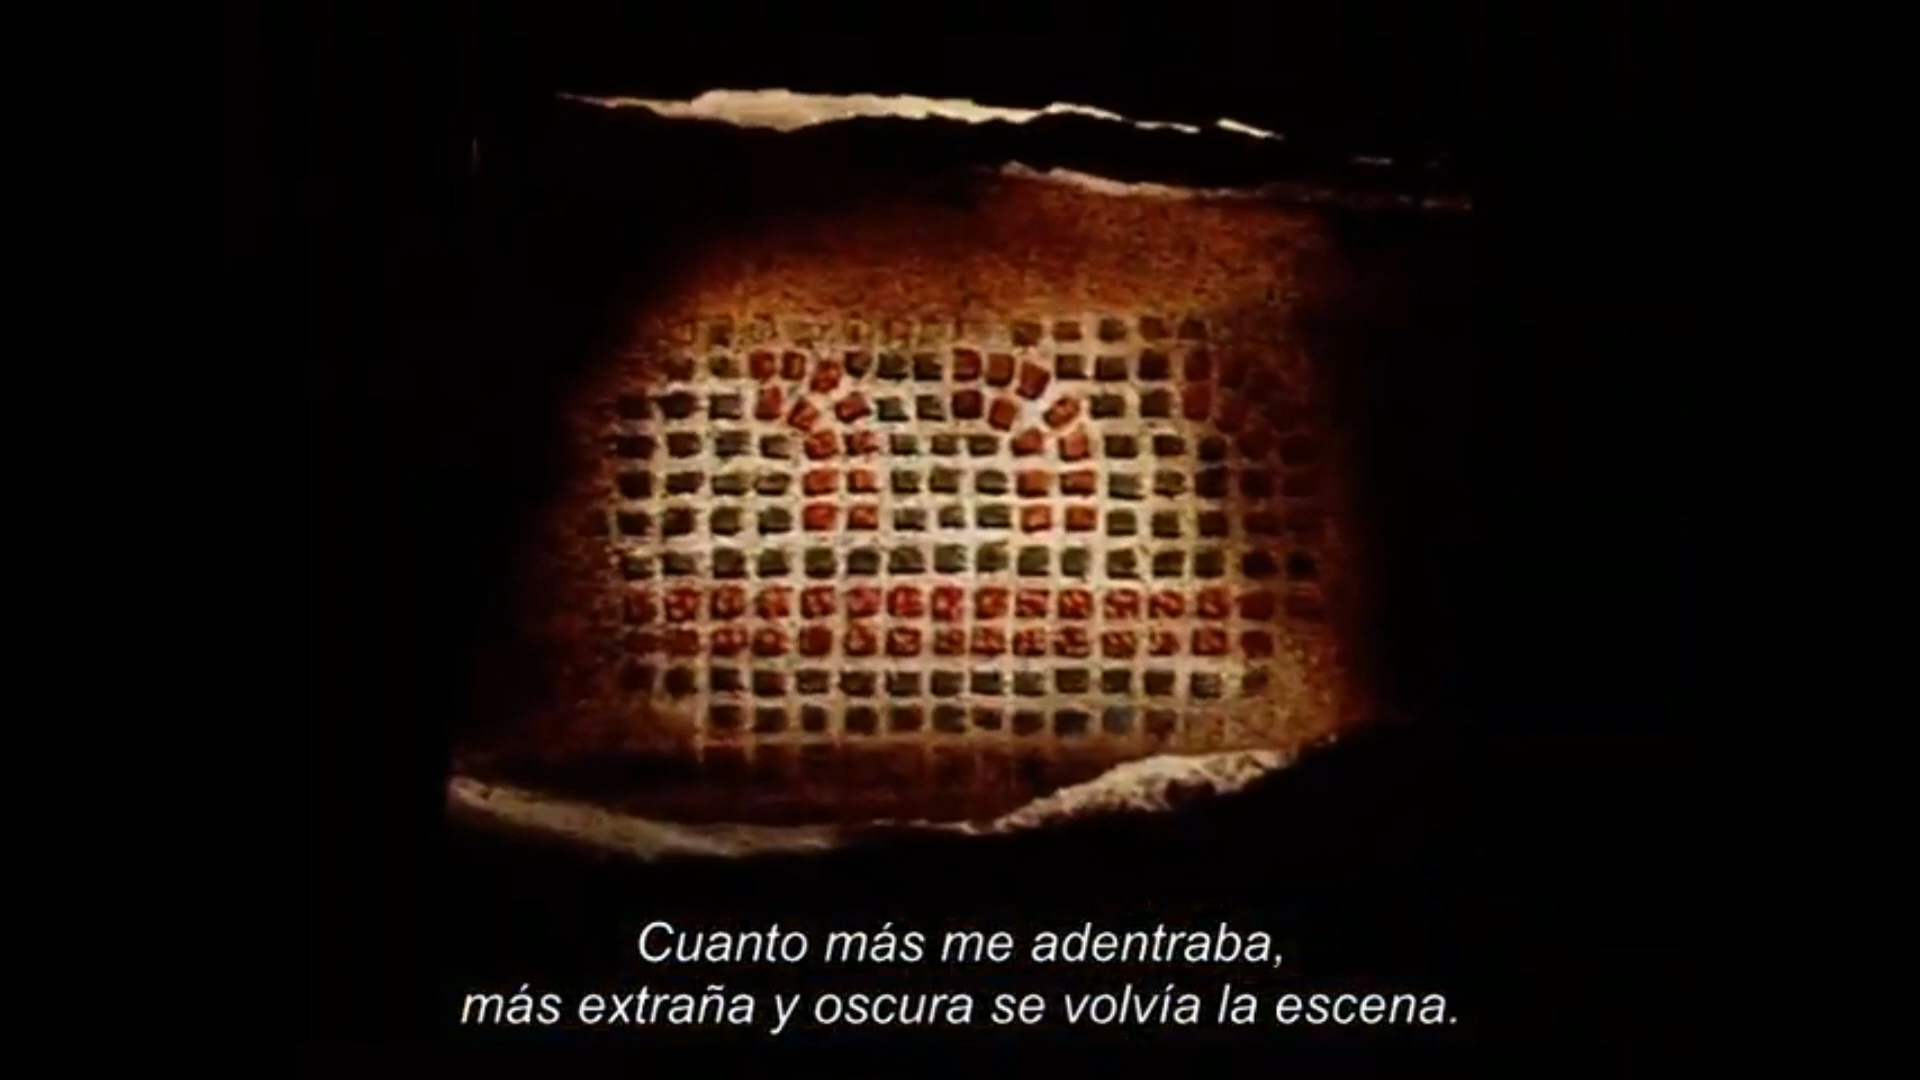 Cuanto más me adentraba,
más extraña y oscura se volvía la escena.